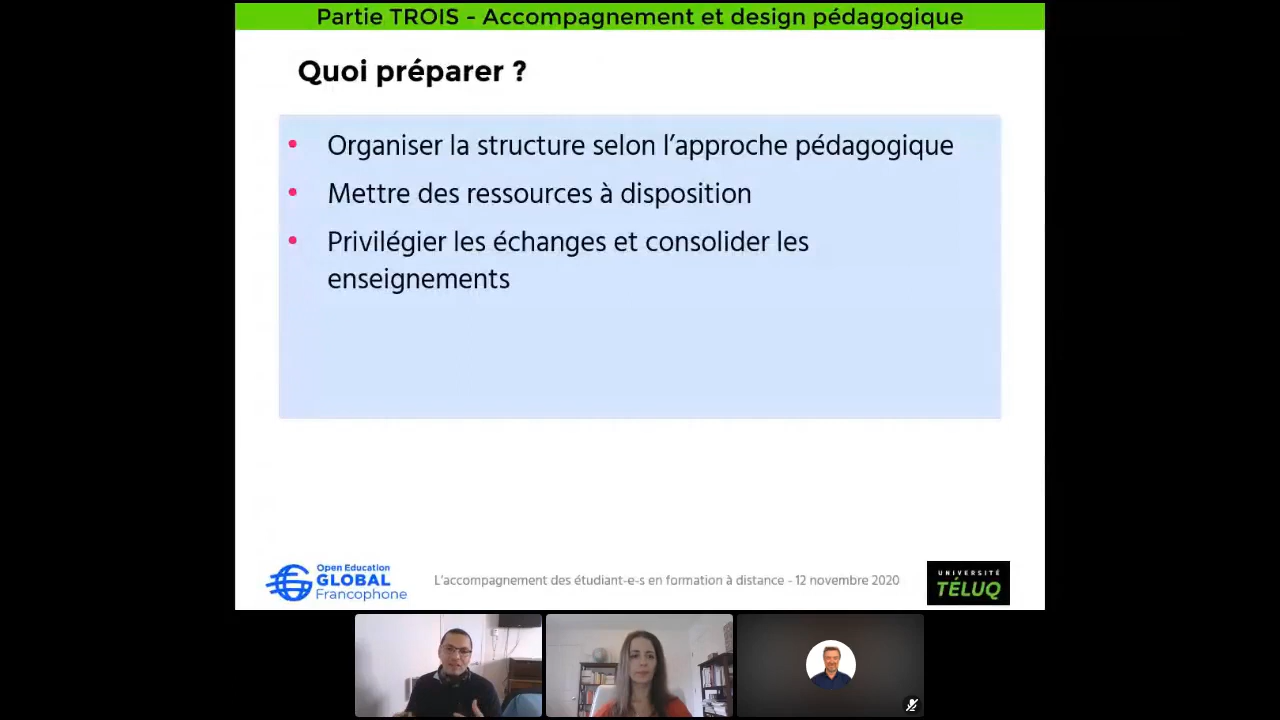 Partie TROIS - Accompagnement et design pédagogique
Quoi préparer ?
• Organiser la structure selon l’approche pédagogique
• Mettre des ressources à disposition
• Privilégier les échanges et consolider les
enseignements
Open Education
GLOBAL
Francophone
L'accompagnement des étudiant-e-s en formation à distance - 12 novembre 2020
UNIVERSITÉ
TÉLUQ